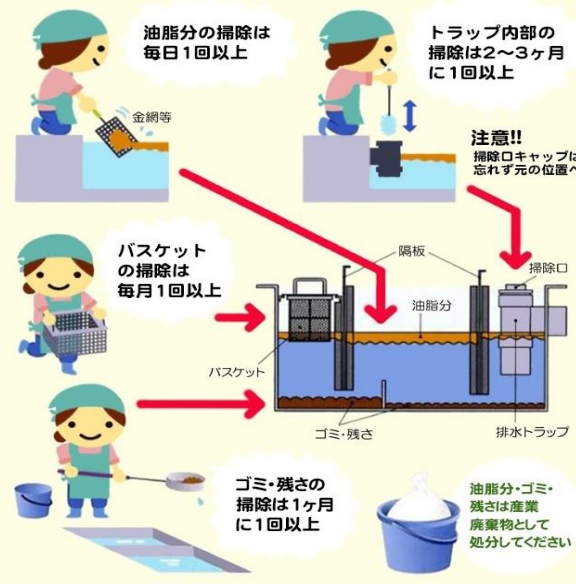 油脂分の掃除は
毎日1回以上
金網等
トラップ内部の
掃除は2〜3ヶ月
に1回以上
注意!!
掃除口キャップは
忘れず元の位置へ
バスケット
の掃除は
毎月1回以上
隔板
掃除口
油脂分
バスケット
ゴミ・残さ
排水トラップ
ゴミ・残さの
掃除は1ヶ月
に1回以上
油脂分・ゴミ・
残さは産業
廃棄物として
処分してください